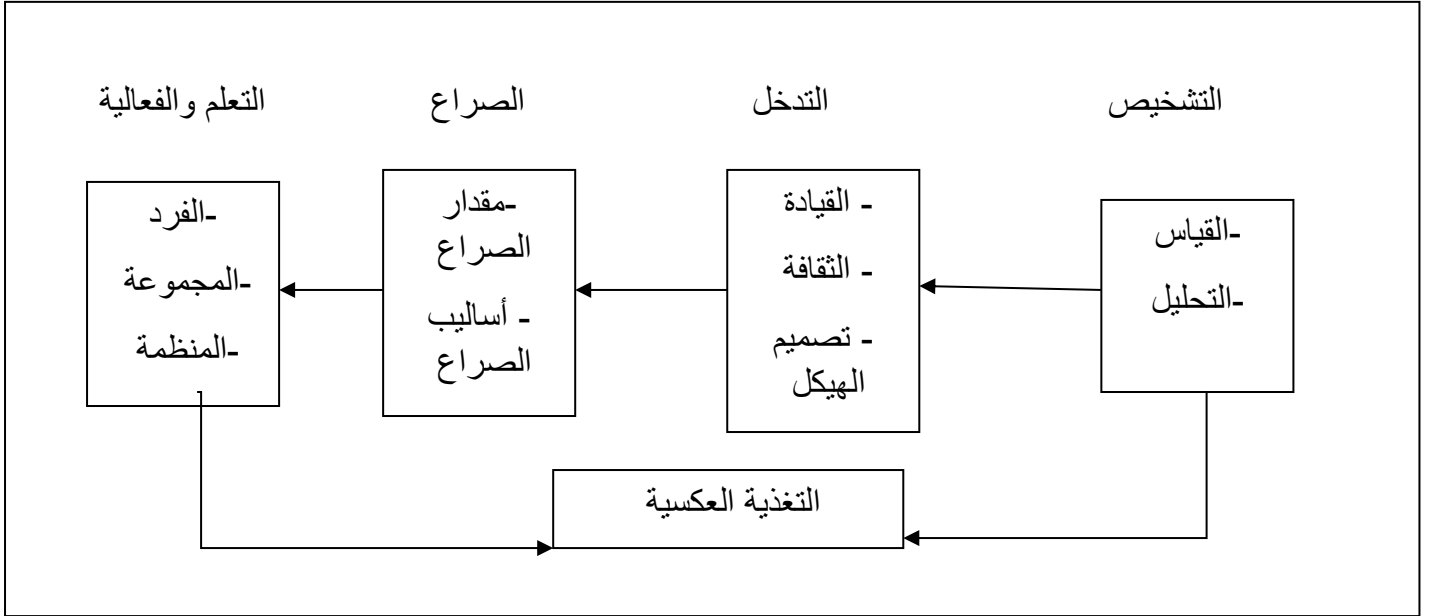 التشخيص
التدخل
الصراع
التعلم والفعالية
-القياس
-التحليل
- القيادة
- الثقافة
- تصميم
الهيكل
-مقدار
الصراع
- أساليب
الصراع
-الفرد
-المجموعة
-المنظمة
التغذية العكسية